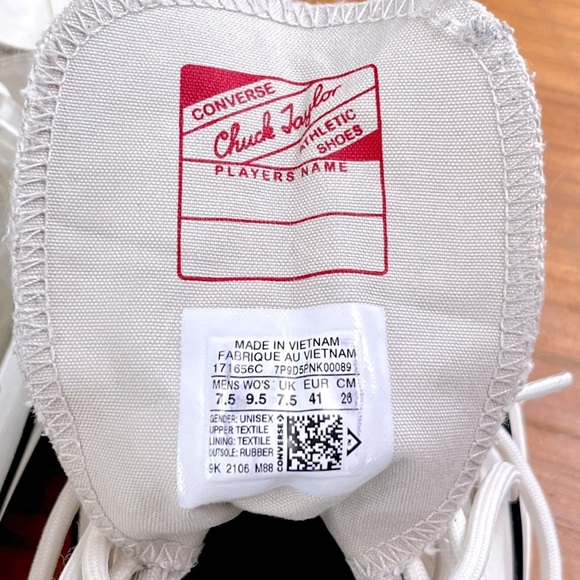 CONVERSE
Chuck Taylor
ATHLETIC
SHOES
PLAYERS NAME
MADE IN VIETNAM
FABRIQUE AU VIETNAM
171656C 7P9D5PNK00089
MENS WO'S UK EUR CM
7.5 9.5 7.5 41 26
GENDER: UNISEX
UPPER: TEXTILE
LINING: TEXTILE
OUTSOLE: RUBBER
CONVERSE
9K 2106 M88